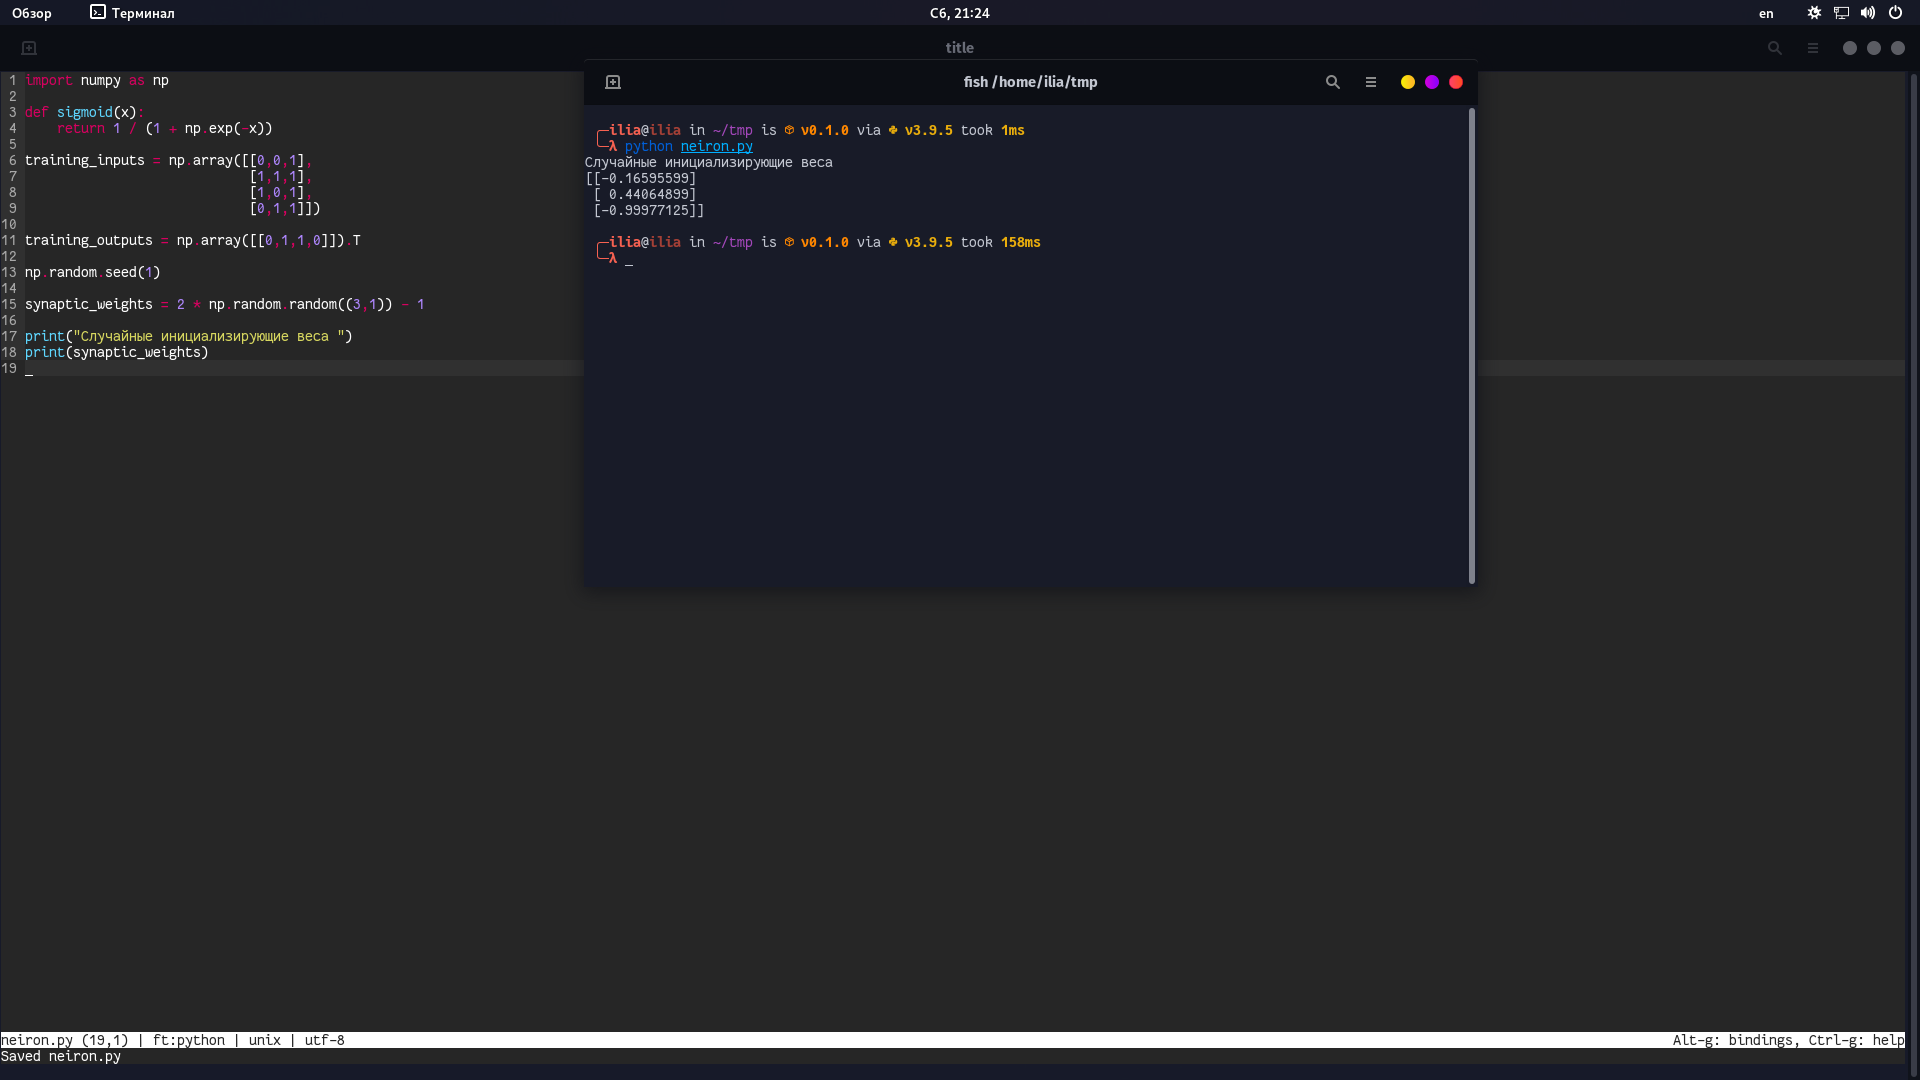 Обзор
Терминал
Сб, 21:24
en
title
1 import numpy as np
2
3 def sigmoid(x):
4     return 1 / (1 + np.exp(-x))
5
6 training_inputs = np.array([[0,0,1],
7                             [1,1,1],
8                             [1,0,1],
9                             [0,1,1]])
10
11 training_outputs = np.array([[0,1,1,0]]).T
12
13 np.random.seed(1)
14
15 synaptic_weights = 2 * np.random.random((3,1)) - 1
16
17 print("Случайные инициализирующие веса ")
18 print(synaptic_weights)
19
fish /home/ilia/tmp
ilia@ilia in ~/tmp is v0.1.0 via v3.9.5 took 1ms
λ python neiron.py
Случайные инициализирующие веса
[[-0.16595599]
 [ 0.44064899]
 [-0.99977125]]
ilia@ilia in ~/tmp is v0.1.0 via v3.9.5 took 158ms
λ _
neiron.py (19,1) | ft:python | unix | utf-8
Alt-g: bindings, Ctrl-g: help
Saved neiron.py